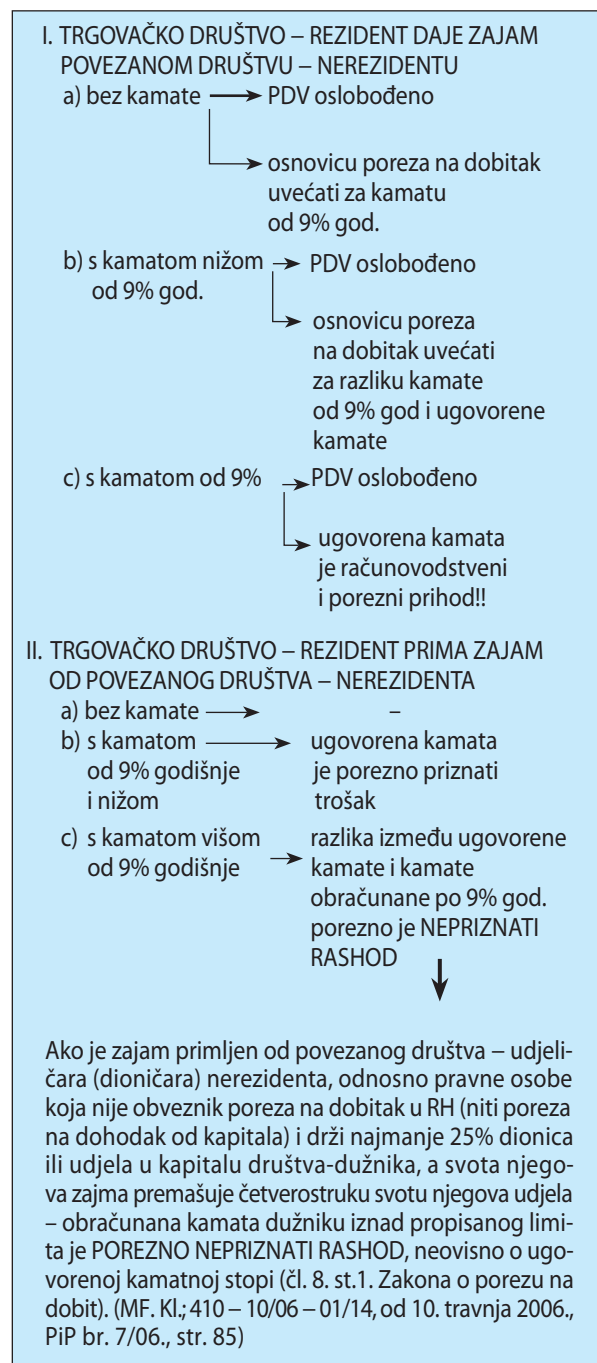 I. TRGOVAČKO DRUŠTVO – REZIDENT DAJE ZAJAM
POVEZANOM DRUŠTVU – NEREZIDENTU
a) bez kamate PDV oslobođeno
osnovicu poreza na dobitak
uvećati za kamatu
od 9% god.
b) s kamatom nižom PDV oslobođeno
od 9% god.
osnovicu poreza
na dobitak uvećati
za razliku kamate
od 9% god i ugovorene
kamate
c) s kamatom od 9% PDV oslobođeno
ugovorena kamata
je računovodstveni
i porezni prihod!!
II. TRGOVAČKO DRUŠTVO – REZIDENT PRIMA ZAJAM
OD POVEZANOG DRUŠTVA – NEREZIDENTA
a) bez kamate –
b) s kamatom ugovorena kamata
od 9% godišnje je porezno priznati
i nižom trošak
c) s kamatom višom razlika između ugovorene
od 9% godišnje kamate i kamate
obračunane po 9% god.
porezno je NEPRIZNATI
RASHOD
Ako je zajam primljen od povezanog društva – udjeli-
čara (dioničara) nerezidenta, odnosno pravne osobe
koja nije obveznik poreza na dobitak u RH (niti poreza
na dohodak od kapitala) i drži najmanje 25% dionica
ili udjela u kapitalu društva-dužnika, a svota njego-
va zajma premašuje četverostruku svotu njegova udjela
– obračunana kamata dužniku iznad propisanog limi-
ta je POREZNO NEPRIZNATI RASHOD, neovisno o ugo-
vorenoj kamatnoj stopi (čl. 8. st.1. Zakona o porezu na
dobit). (MF. Kl.; 410 – 10/06 – 01/14, od 10. travnja 2006.,
PiP br. 7/06., str. 85)